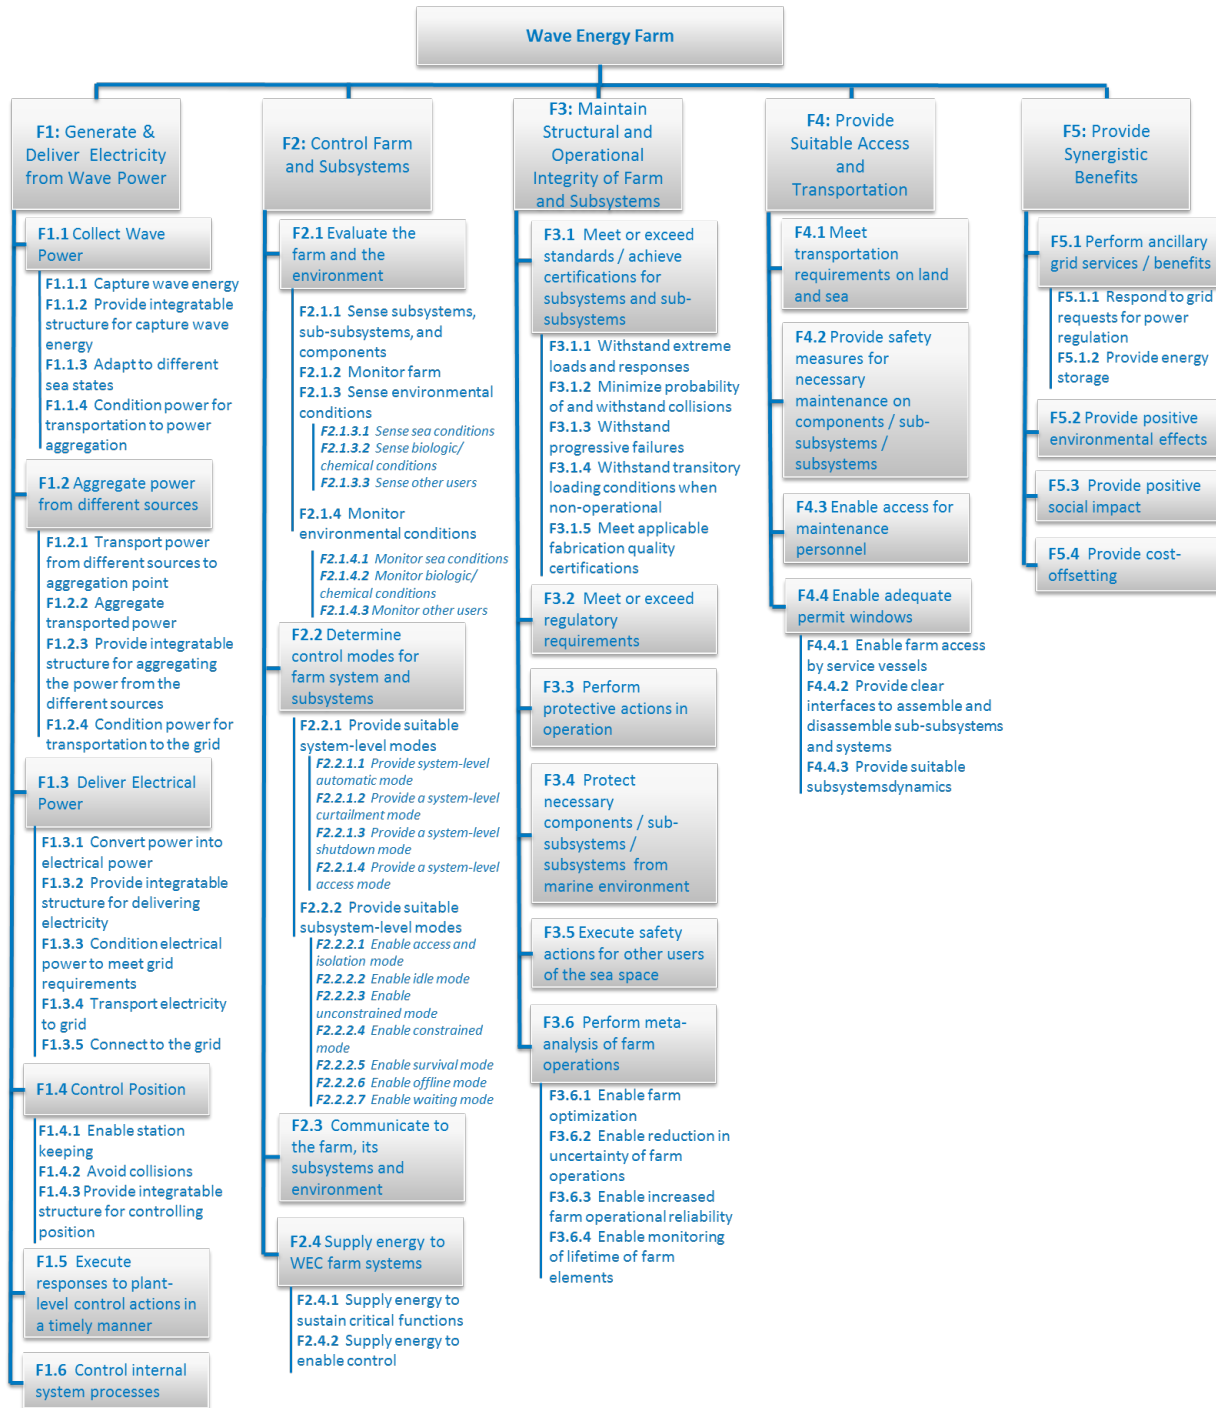 Wave Energy Farm
F1: Generate &
Deliver Electricity
from Wave Power
F1.1 Collect Wave
Power
F1.1.1 Capture wave energy
F1.1.2 Provide integratable
structure for capture wave
energy
F1.1.3 Adapt to different
sea states
F1.1.4 Condition power for
transportation to power
aggregation
F1.2 Aggregate power
from different sources
F1.2.1 Transport power
from different sources to
aggregation point
F1.2.2 Aggregate
transported power
F1.2.3 Provide integratable
structure for aggregating
the power from the
different sources
F1.2.4 Condition power for
transportation to the grid
F1.3 Deliver Electrical
Power
F1.3.1 Convert power into
electrical power
F1.3.2 Provide integratable
structure for delivering
electricity
F1.3.3 Condition electrical
power to meet grid
requirements
F1.3.4 Transport electricity
to grid
F1.3.5 Connect to the grid
F1.4 Control Position
F1.4.1 Enable station
keeping
F1.4.2 Avoid collisions
F1.4.3 Provide integratable
structure for controlling
position
F1.5 Execute
responses to plant-
level control actions in
a timely manner
F1.6 Control internal
system processes
F2: Control Farm
and Subsystems
F2.1 Evaluate the
farm and the
environment
F2.1.1 Sense subsystems,
sub-subsystems, and
components
F2.1.2 Monitor farm
F2.1.3 Sense environmental
conditions
F2.1.3.1 Sense sea conditions
F2.1.3.2 Sense biologic/
chemical conditions
F2.1.3.3 Sense other users
F2.1.4 Monitor
environmental conditions
F2.1.4.1 Monitor sea conditions
F2.1.4.2 Monitor biologic/
chemical conditions
F2.1.4.3 Monitor other users
F2.2 Determine
control modes for
farm system and
subsystems
F2.2.1 Provide suitable
system-level modes
F2.2.1.1 Provide system-level
automatic mode
F2.2.1.2 Provide a system-level
curtailment mode
F2.2.1.3 Provide a system-level
shutdown mode
F2.2.1.4 Provide a system-level
access mode
F2.2.2 Provide suitable
subsystem-level modes
F2.2.2.1 Enable access and
isolation mode
F2.2.2.2 Enable idle mode
F2.2.2.3 Enable
unconstrained mode
F2.2.2.4 Enable constrained
mode
F2.2.2.5 Enable survival mode
F2.2.2.6 Enable offline mode
F2.2.2.7 Enable waiting mode
F2.3 Communicate to
the farm, its
subsystems and
environment
F2.4 Supply energy to
WEC farm systems
F2.4.1 Supply energy to
sustain critical functions
F2.4.2 Supply energy to
enable control
F3: Maintain
Structural and
Operational
Integrity of Farm
and Subsystems
F3.1 Meet or exceed
standards / achieve
certifications for
subsystems and sub-
subsystems
F3.1.1 Withstand extreme
loads and responses
F3.1.2 Minimize probability
of and withstand collisions
F3.1.3 Withstand
progressive failures
F3.1.4 Withstand transitory
loading conditions when
non-operational
F3.1.5 Meet applicable
fabrication quality
certifications
F3.2 Meet or exceed
regulatory
requirements
F3.3 Perform
protective actions in
operation
F3.4 Protect
necessary
components / sub-
subsystems /
subsystems from
marine environment
F3.5 Execute safety
actions for other users
of the sea space
F3.6 Perform meta-
analysis of farm
operations
F3.6.1 Enable farm
optimization
F3.6.2 Enable reduction in
uncertainty of farm
operations
F3.6.3 Enable increased
farm operational reliability
F3.6.4 Enable monitoring
of lifetime of farm
elements
F4: Provide
Suitable Access
and
Transportation
F4.1 Meet
transportation
requirements on land
and sea
F4.2 Provide safety
measures for
necessary
maintenance on
components / sub-
subsystems /
subsystems
F4.3 Enable access for
maintenance
personnel
F4.4 Enable adequate
permit windows
F4.4.1 Enable farm access
by service vessels
F4.4.2 Provide clear
interfaces to assemble and
disassemble sub-subsystems
and systems
F4.4.3 Provide suitable
subsystemsdynamics
F5: Provide
Synergistic
Benefits
F5.1 Perform ancillary
grid services / benefits
F5.1.1 Respond to grid
requests for power
regulation
F5.1.2 Provide energy
storage
F5.2 Provide positive
environmental effects
F5.3 Provide positive
social impact
F5.4 Provide cost-
offsetting